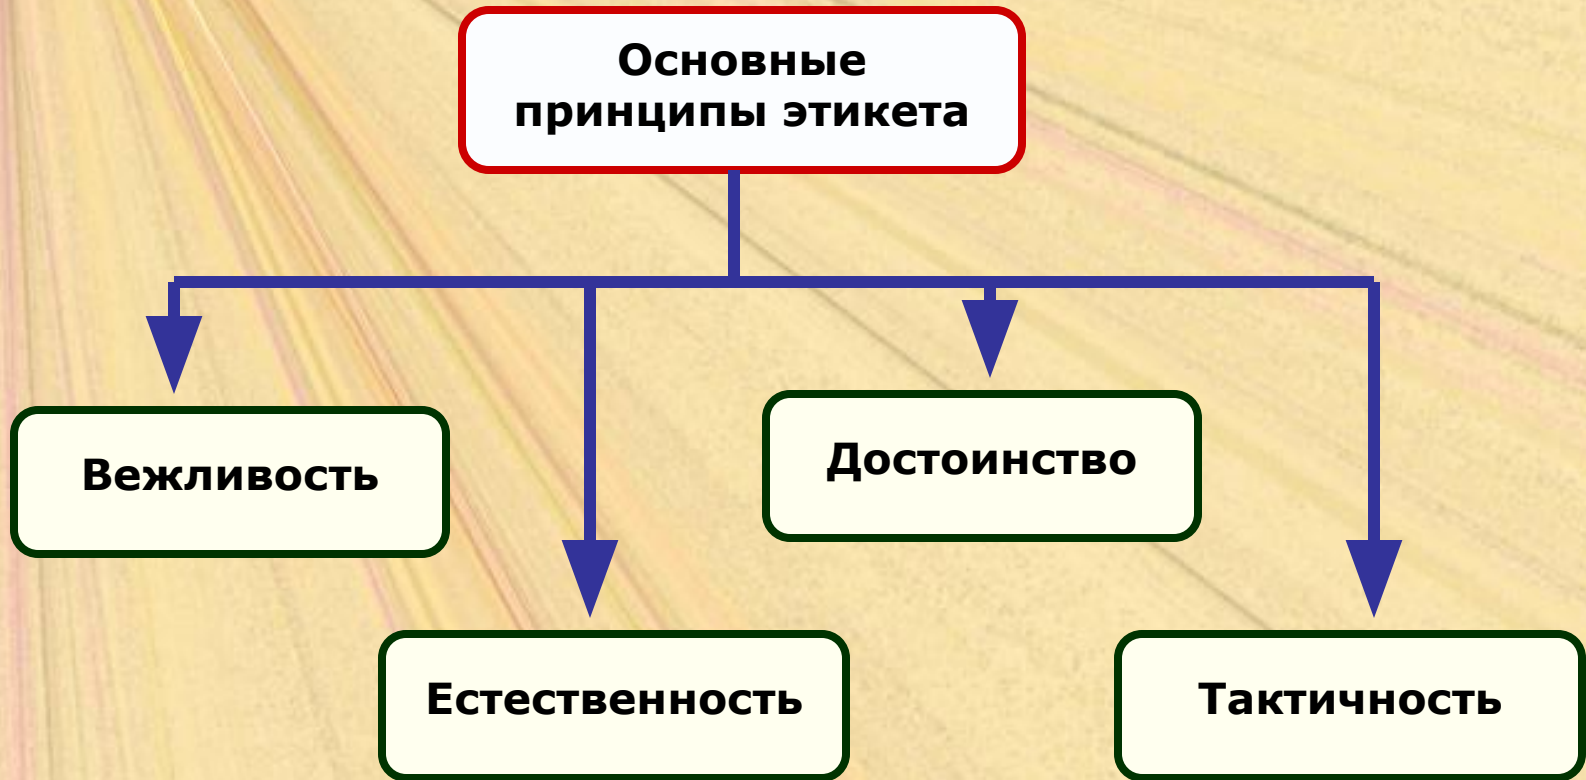 Основные
принципы этикета
Вежливость
Достоинство
Естественность
Тактичность